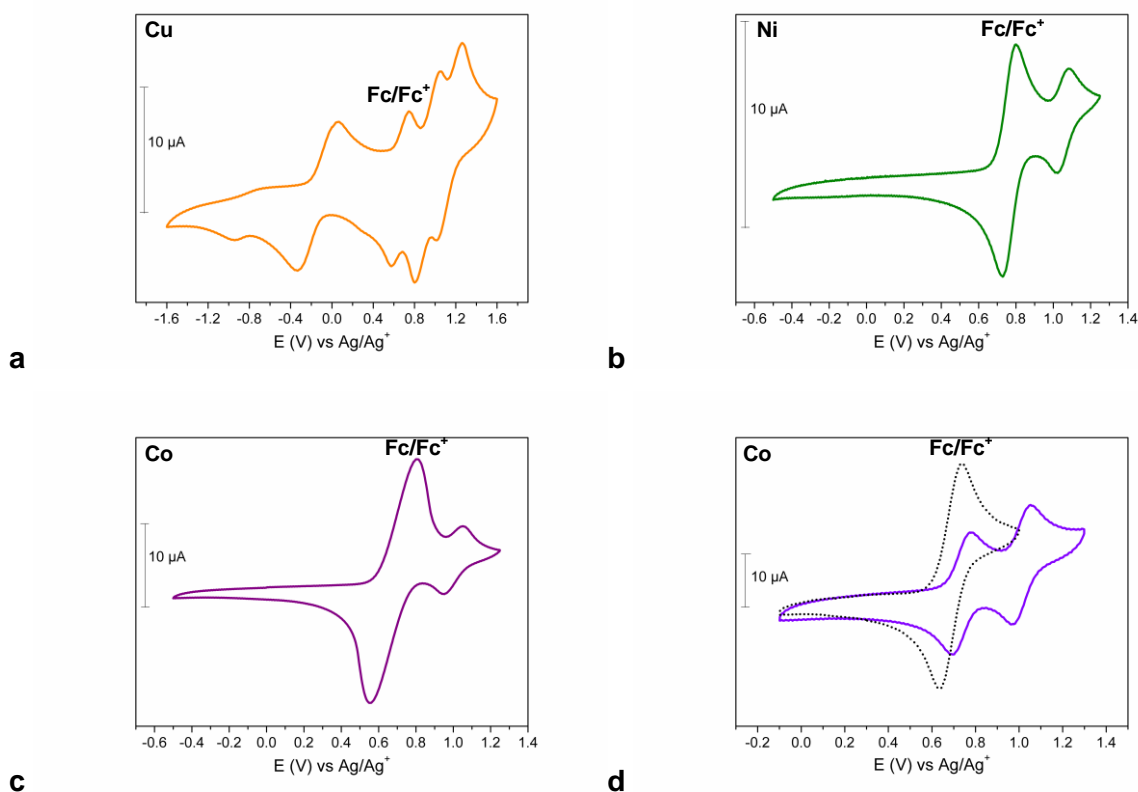 Cu
Fc/Fc⁺
10 µA
-1.6 -1.2 -0.8 -0.4 0.0 0.4 0.8 1.2 1.6
E (V) vs Ag/Ag⁺
a
Ni
Fc/Fc⁺
10 µA
-0.6 -0.4 -0.2 0.0 0.2 0.4 0.6 0.8 1.0 1.2 1.4
E (V) vs Ag/Ag⁺
b
Co
Fc/Fc⁺
10 µA
-0.6 -0.4 -0.2 0.0 0.2 0.4 0.6 0.8 1.0 1.2 1.4
E (V) vs Ag/Ag⁺
c
Co
Fc/Fc⁺
10 µA
0.0 0.2 0.4 0.6 0.8 1.0 1.2 1.4
E (V) vs Ag/Ag⁺
d